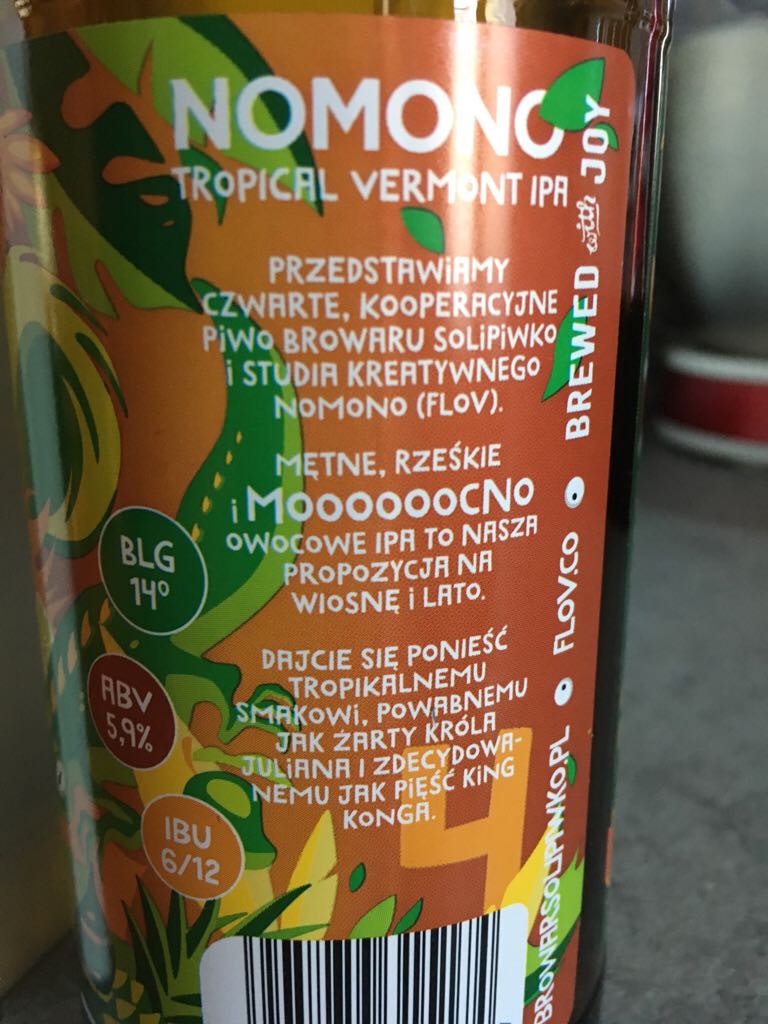 NOMONO
TROPICAL VERMONT IPA
PRZEDSTAWiAMY
CZWARTE, KOOPERACYJNE
PiWO BROWARU SOLiPiWKO
i STUDIA KREATYWNEGO
NOMONO (FLOV).
MĘTNE, RZEŚKIE
i MOOOOOOCNO
OWOCOWE IPA TO NASZA
PROPOZYCJA NA
WIOSNĘ i LATO.
DAJCIE SIĘ PONIEŚĆ
TROPIKALNEMU
SMAKOWi, POWABNEMU
JAK ŻARTY KRÓLA
JULiANA I ZDECYDOWA-
NEMU JAK PiĘŚĆ KING
KONGA.
BLG
14°
ABV
5,9%
IBU
6/12
4
BROWARSOLIPIWKO.PL • FLOV.CO • BREWED with JOY